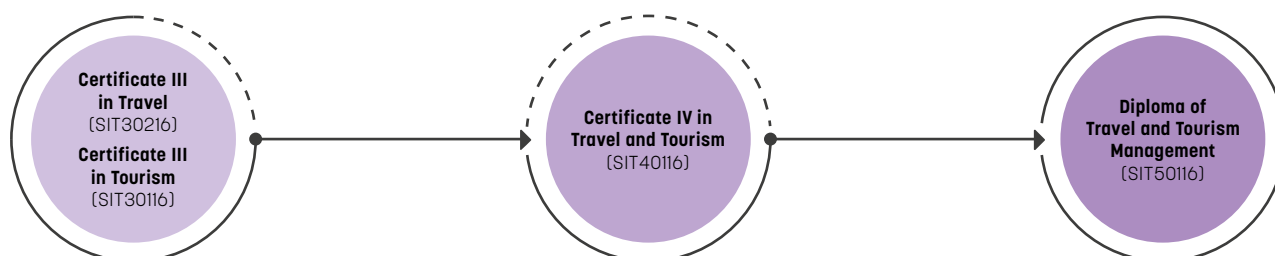 Certificate III
in Travel
(SIT30216)
Certificate III
in Tourism
(SIT30116)
Certificate IV in
Travel and Tourism
(SIT40116)
Diploma of
Travel and Tourism
Management
(SIT50116)